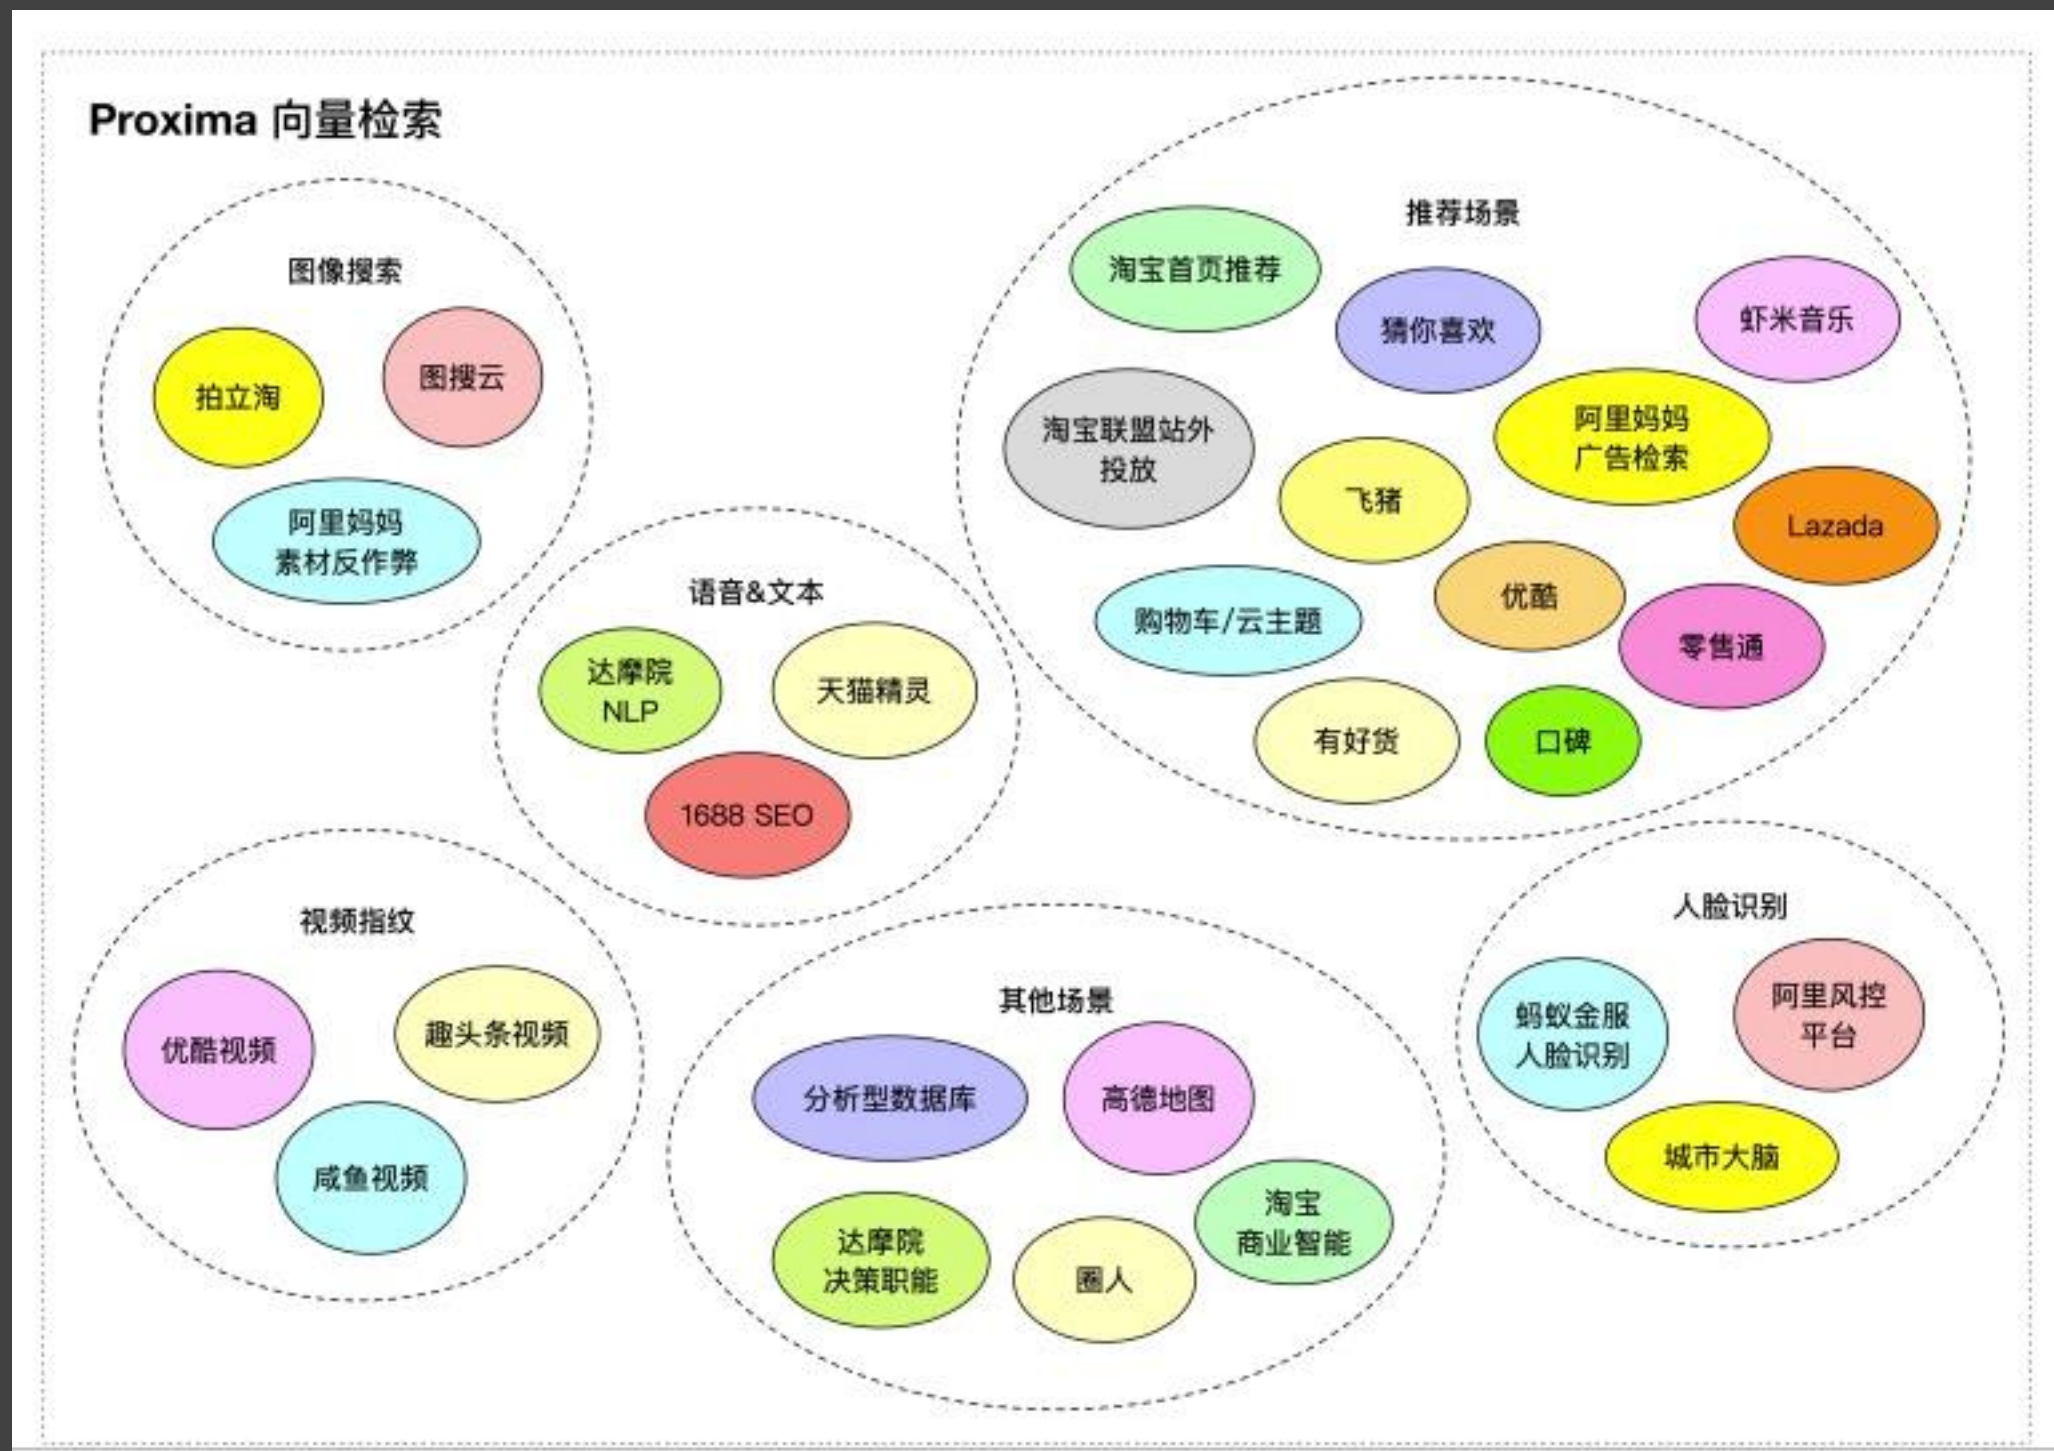 Proxima 向量检索
图像搜索
拍立淘
图搜云
阿里妈妈
素材反作弊
推荐场景
淘宝首页推荐
猜你喜欢
虾米音乐
淘宝联盟站外
投放
阿里妈妈
广告检索
飞猪
Lazada
购物车/云主题
优酷
零售通
有好货
口碑
语音&文本
达摩院
NLP
天猫精灵
1688 SEO
视频指纹
优酷视频
趣头条视频
咸鱼视频
其他场景
分析型数据库
高德地图
淘宝
商业智能
达摩院
决策职能
圈人
人脸识别
蚂蚁金服
人脸识别
阿里风控
平台
城市大脑